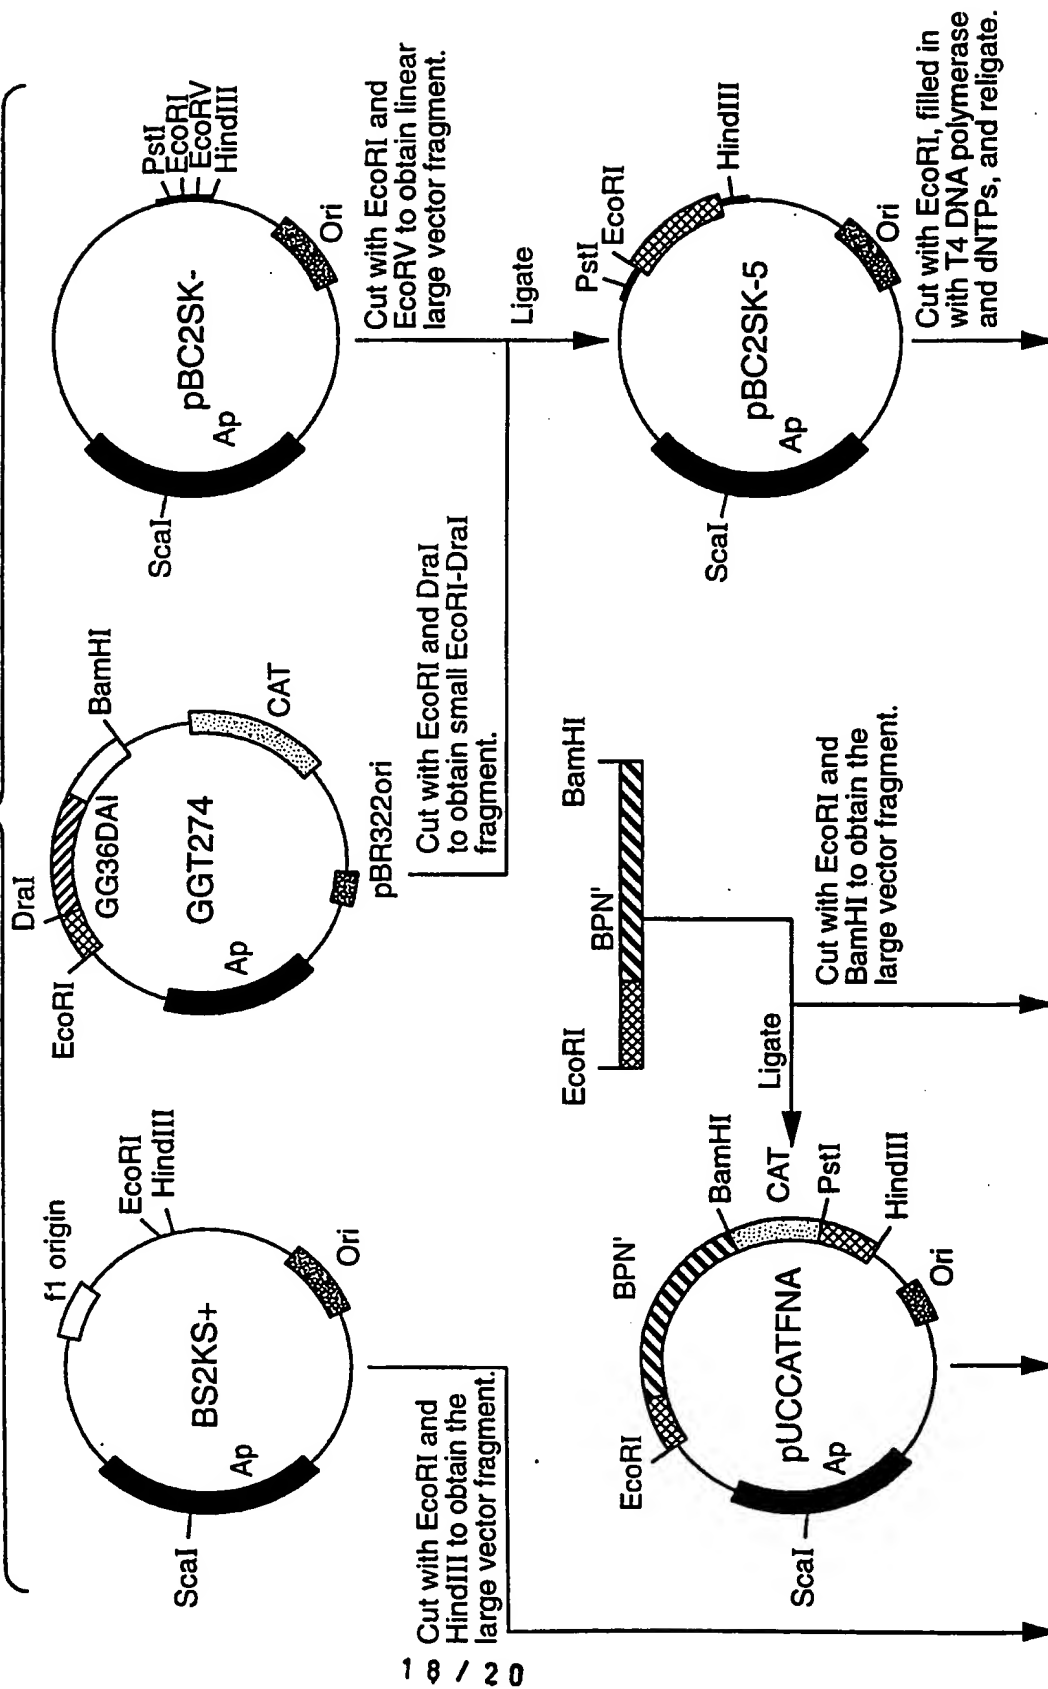 f1 origin
EcoRI
HindIII
BS2KS+
Ap
ScaI
Ori
DraI
EcoRI
BamHI
GG36DAI
GGT274
CAT
Ap
pBR322ori
PstI
EcoRI
EcoRV
HindIII
pBC2SK-
Ap
ScaI
Ori
Cut with EcoRI and
HindIII to obtain the
large vector fragment.
Cut with EcoRI and DraI
to obtain small EcoRI-DraI
fragment.
Cut with EcoRI and
EcoRV to obtain linear
large vector fragment.
Ligate
BPN'
EcoRI
BamHI
CAT
PstI
HindIII
pUCCATFNA
Ap
ScaI
Ori
Ligate
EcoRI
BPN'
BamHI
Cut with EcoRI and
BamHI to obtain the
large vector fragment.
PstI
EcoRI
HindIII
pBC2SK-5
Ap
ScaI
Ori
Cut with EcoRI, filled in
with T4 DNA polymerase
and dNTPs, and religate.
18/20